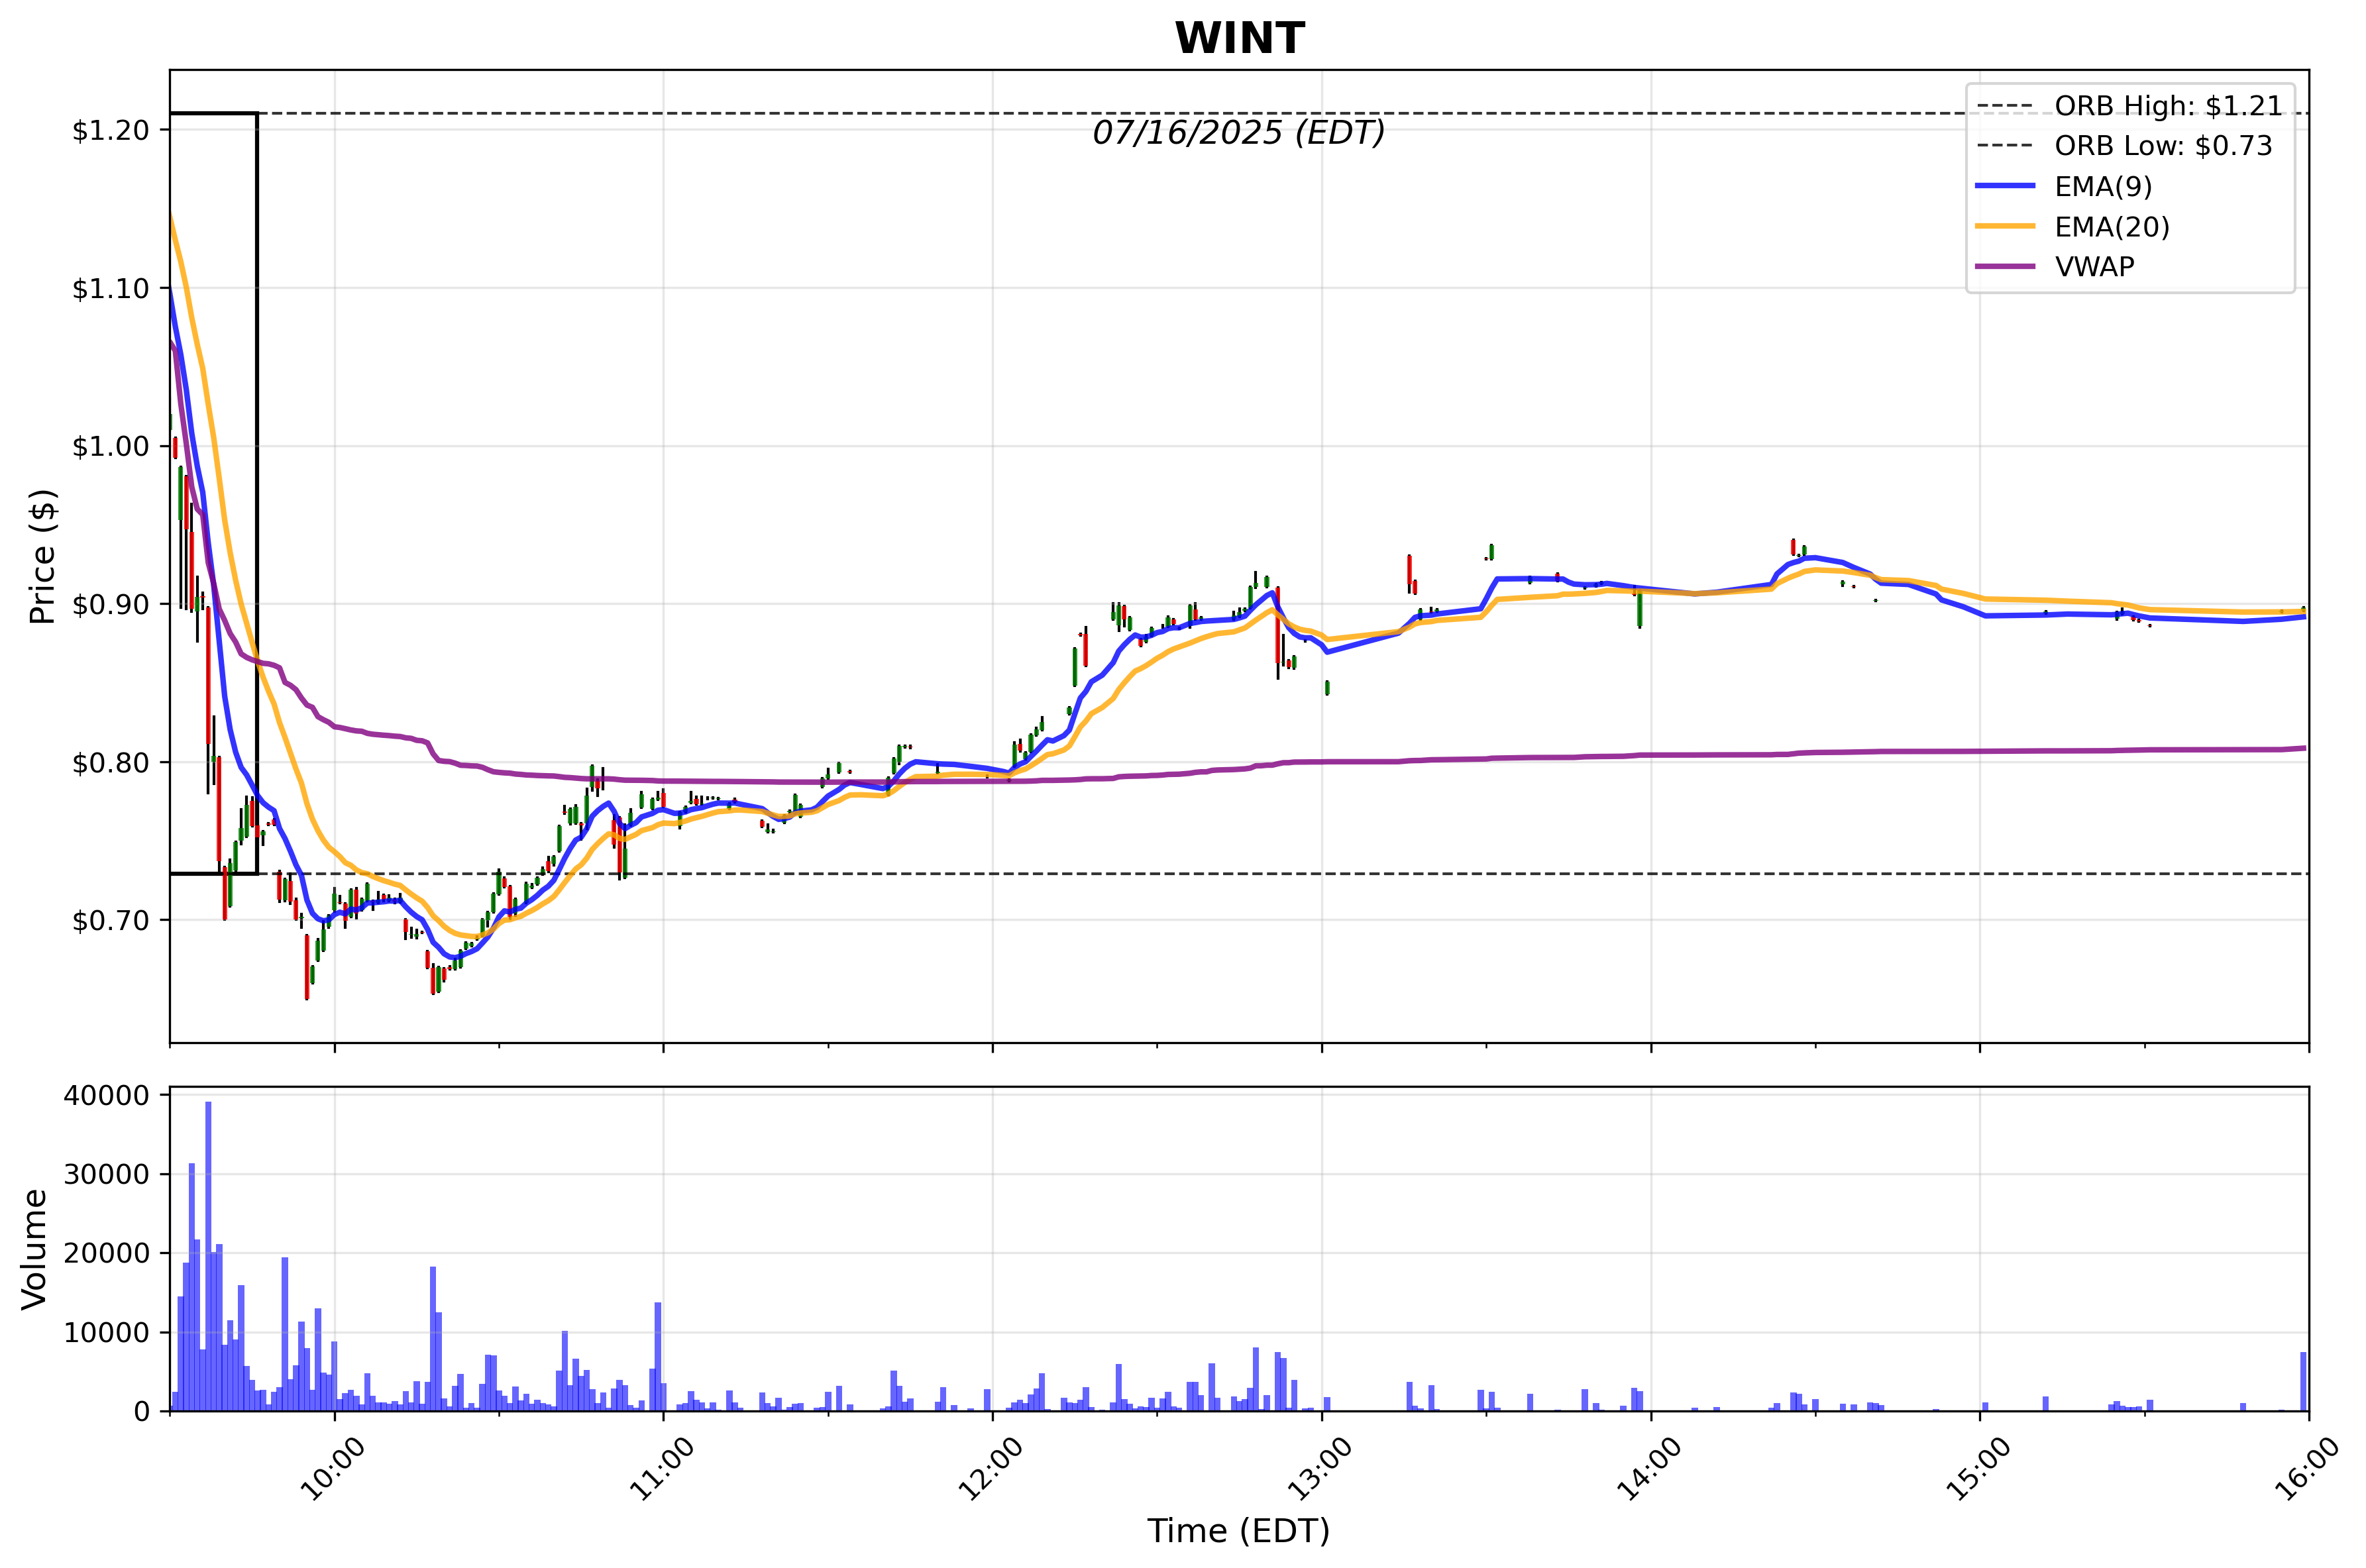 WINT
07/16/2025 (EDT)
ORB High: $1.21
ORB Low: $0.73
EMA(9)
EMA(20)
VWAP
Price ($)
$1.20
$1.10
$1.00
$0.90
$0.80
$0.70
Volume
40000
30000
20000
10000
0
10:00
11:00
12:00
13:00
14:00
15:00
16:00
Time (EDT)